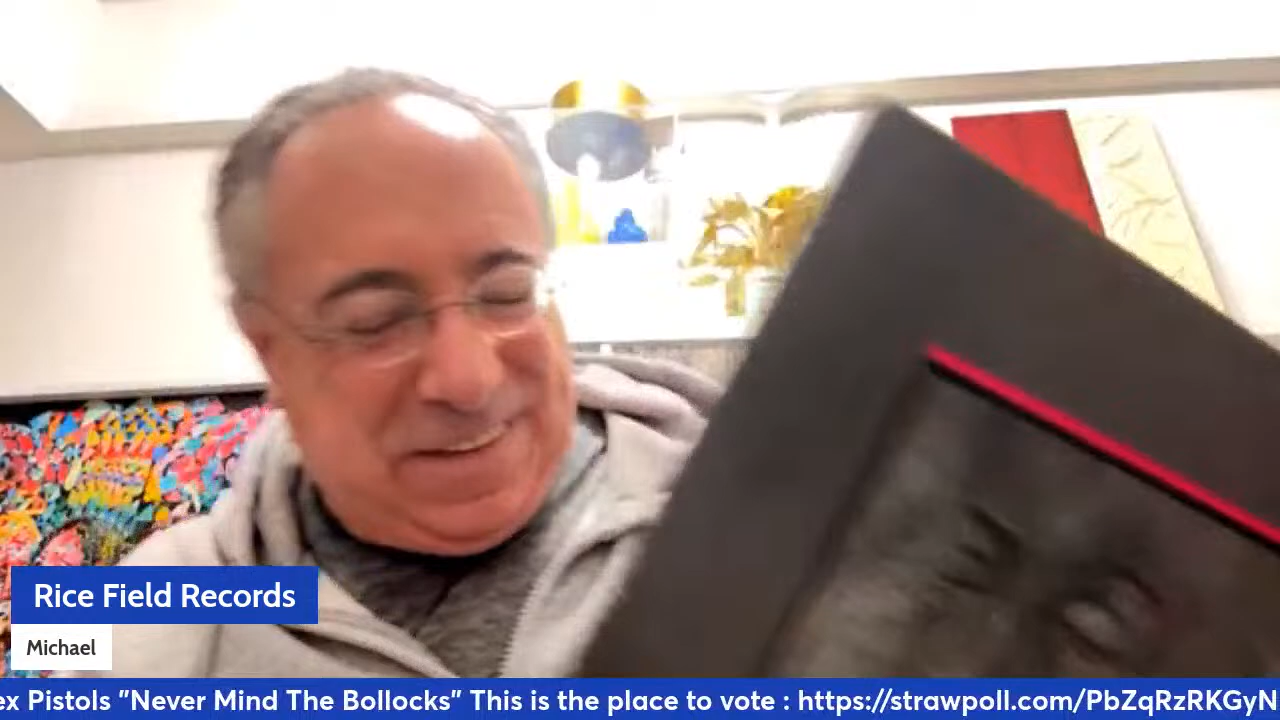 Rice Field Records
Michael
ex Pistols "Never Mind The Bollocks" This is the place to vote : https://strawpoll.com/PbZqRzRKGyN